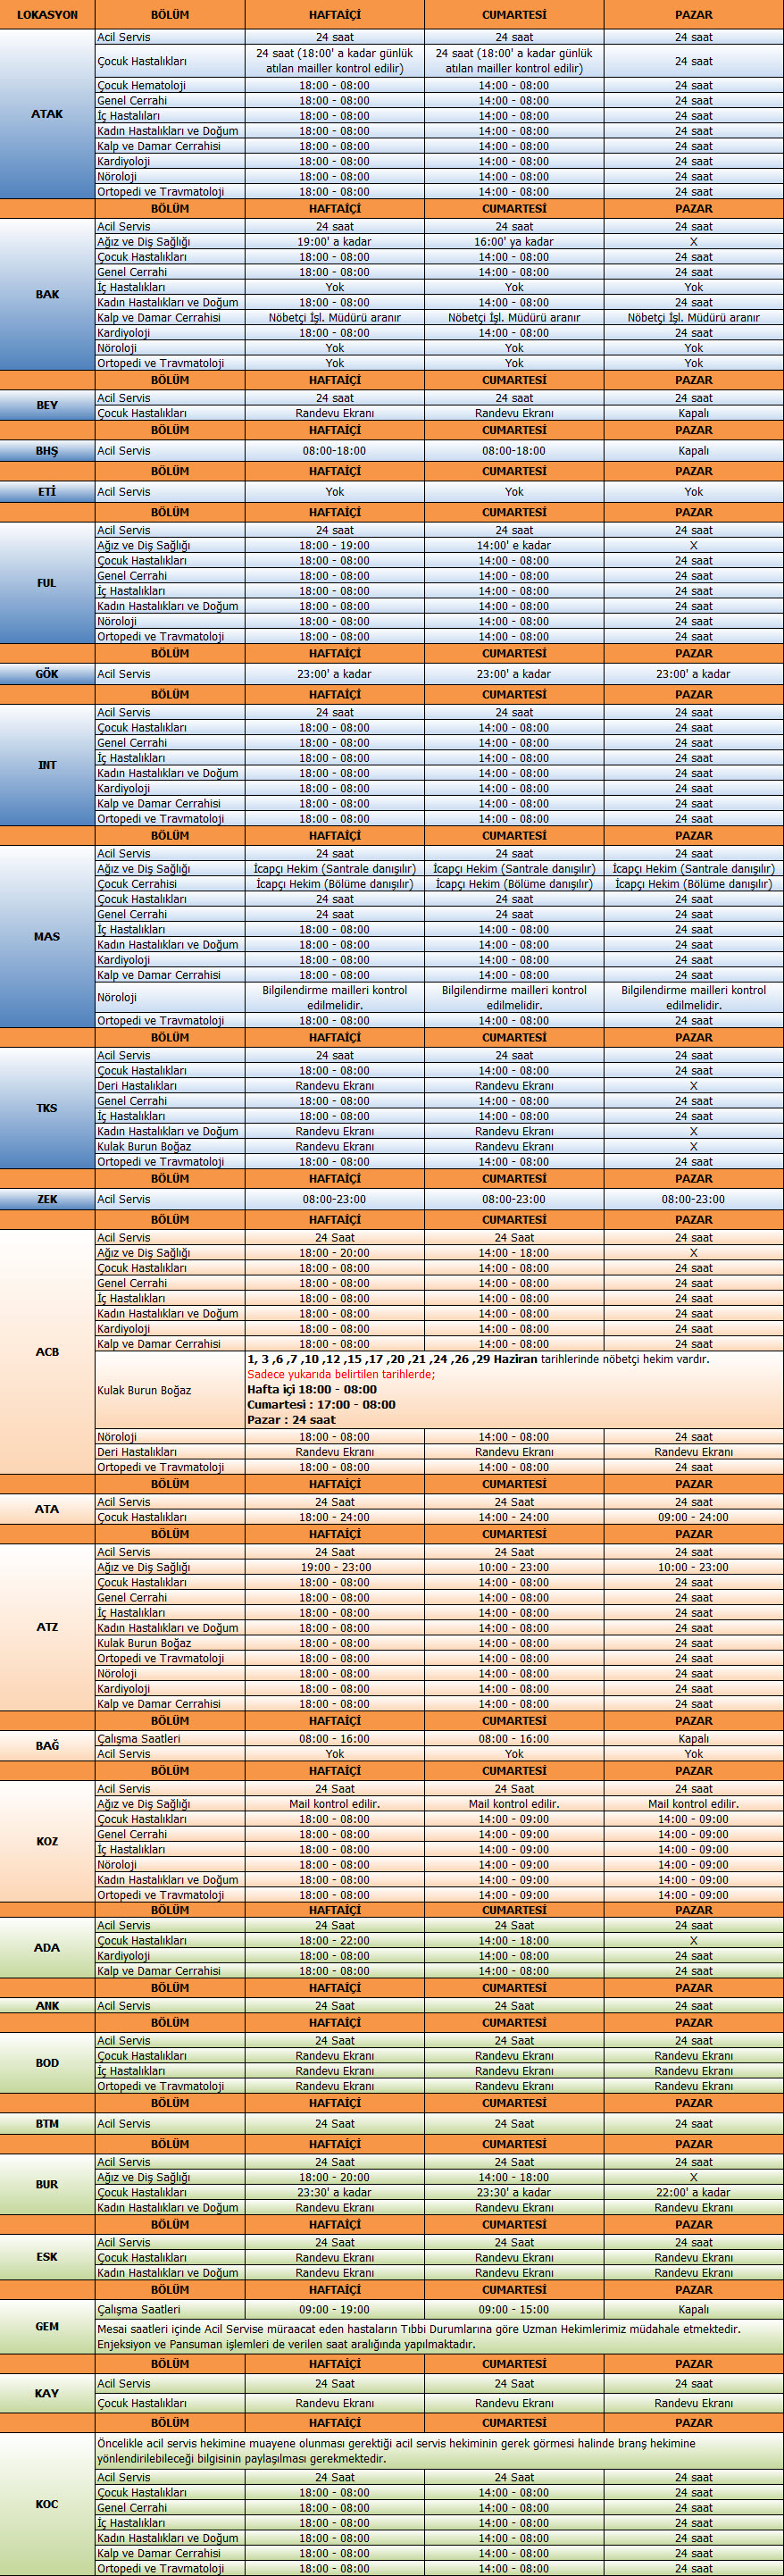 LOKASYON BÖLÜM HAFTAİÇİ CUMARTESİ PAZAR
ATAK
Acil Servis 24 saat 24 saat 24 saat
Çocuk Hastalıkları 24 saat (18:00' a kadar günlük atılan mailler kontrol edilir) 24 saat (18:00' a kadar günlük atılan mailler kontrol edilir) 24 saat
Çocuk Hematoloji 18:00 - 08:00 14:00 - 08:00 24 saat
Genel Cerrahi 18:00 - 08:00 14:00 - 08:00 24 saat
İç Hastalıları 18:00 - 08:00 14:00 - 08:00 24 saat
Kadın Hastalıkları ve Doğum 18:00 - 08:00 14:00 - 08:00 24 saat
Kalp ve Damar Cerrahisi 18:00 - 08:00 14:00 - 08:00 24 saat
Kardiyoloji 18:00 - 08:00 14:00 - 08:00 24 saat
Nöroloji 18:00 - 08:00 14:00 - 08:00 24 saat
Ortopedi ve Travmatoloji 18:00 - 08:00 14:00 - 08:00 24 saat
BÖLÜM HAFTAİÇİ CUMARTESİ PAZAR
BAK
Acil Servis 24 saat 24 saat 24 saat
Ağız ve Diş Sağlığı 19:00' a kadar 16:00' ya kadar X
Çocuk Hastalıkları 18:00 - 08:00 14:00 - 08:00 24 saat
Genel Cerrahi 18:00 - 08:00 14:00 - 08:00 24 saat
İç Hastalıkları Yok Yok Yok
Kadın Hastalıkları ve Doğum 18:00 - 08:00 14:00 - 08:00 24 saat
Kalp ve Damar Cerrahisi Nöbetçi İşl. Müdürü aranır Nöbetçi İşl. Müdürü aranır Nöbetçi İşl. Müdürü aranır
Kardiyoloji 18:00 - 08:00 14:00 - 08:00 24 saat
Nöroloji Yok Yok Yok
Ortopedi ve Travmatoloji Yok Yok Yok
BÖLÜM HAFTAİÇİ CUMARTESİ PAZAR
BEY
Acil Servis 24 saat 24 saat 24 saat
Çocuk Hastalıkları Randevu Ekranı Randevu Ekranı Kapalı
BÖLÜM HAFTAİÇİ CUMARTESİ PAZAR
BHŞ Acil Servis 08:00-18:00 08:00-18:00 Kapalı
BÖLÜM HAFTAİÇİ CUMARTESİ PAZAR
ETİ Acil Servis Yok Yok Yok
BÖLÜM HAFTAİÇİ CUMARTESİ PAZAR
FUL
Acil Servis 24 saat 24 saat 24 saat
Ağız ve Diş Sağlığı 18:00 - 19:00 14:00' e kadar X
Çocuk Hastalıkları 18:00 - 08:00 14:00 - 08:00 24 saat
Genel Cerrahi 18:00 - 08:00 14:00 - 08:00 24 saat
İç Hastalıkları 18:00 - 08:00 14:00 - 08:00 24 saat
Kadın Hastalıkları ve Doğum 18:00 - 08:00 14:00 - 08:00 24 saat
Nöroloji 18:00 - 08:00 14:00 - 08:00 24 saat
Ortopedi ve Travmatoloji 18:00 - 08:00 14:00 - 08:00 24 saat
BÖLÜM HAFTAİÇİ CUMARTESİ PAZAR
GÖK Acil Servis 23:00' a kadar 23:00' a kadar 23:00' a kadar
BÖLÜM HAFTAİÇİ CUMARTESİ PAZAR
INT
Acil Servis 24 saat 24 saat 24 saat
Çocuk Hastalıkları 18:00 - 08:00 14:00 - 08:00 24 saat
Genel Cerrahi 18:00 - 08:00 14:00 - 08:00 24 saat
İç Hastalıkları 18:00 - 08:00 14:00 - 08:00 24 saat
Kadın Hastalıkları ve Doğum 18:00 - 08:00 14:00 - 08:00 24 saat
Kardiyoloji 18:00 - 08:00 14:00 - 08:00 24 saat
Kalp ve Damar Cerrahisi 18:00 - 08:00 14:00 - 08:00 24 saat
Ortopedi ve Travmatoloji 18:00 - 08:00 14:00 - 08:00 24 saat
BÖLÜM HAFTAİÇİ CUMARTESİ PAZAR
MAS
Acil Servis 24 saat 24 saat 24 saat
Ağız ve Diş Sağlığı İcapçı Hekim (Santrale danışılır) İcapçı Hekim (Santrale danışılır) İcapçı Hekim (Santrale danışılır)
Çocuk Cerrahisi İcapçı Hekim (Bölüme danışılır) İcapçı Hekim (Bölüme danışılır) İcapçı Hekim (Bölüme danışılır)
Çocuk Hastalıkları 24 saat 24 saat 24 saat
Genel Cerrahi 24 saat 24 saat 24 saat
İç Hastalıkları 18:00 - 08:00 14:00 - 08:00 24 saat
Kadın Hastalıkları ve Doğum 18:00 - 08:00 14:00 - 08:00 24 saat
Kardiyoloji 18:00 - 08:00 14:00 - 08:00 24 saat
Kalp ve Damar Cerrahisi 18:00 - 08:00 14:00 - 08:00 24 saat
Nöroloji Bilgilendirme mailleri kontrol edilmelidir. Bilgilendirme mailleri kontrol edilmelidir. Bilgilendirme mailleri kontrol edilmelidir.
Ortopedi ve Travmatoloji 18:00 - 08:00 14:00 - 08:00 24 saat
BÖLÜM HAFTAİÇİ CUMARTESİ PAZAR
TKS
Acil Servis 24 saat 24 saat 24 saat
Çocuk Hastalıkları 18:00 - 08:00 14:00 - 08:00 24 saat
Deri Hastalıkları Randevu Ekranı Randevu Ekranı X
Genel Cerrahi 18:00 - 08:00 14:00 - 08:00 24 saat
İç Hastalıkları 18:00 - 08:00 14:00 - 08:00 24 saat
Kadın Hastalıkları ve Doğum Randevu Ekranı Randevu Ekranı X
Kulak Burun Boğaz Randevu Ekranı Randevu Ekranı X
Ortopedi ve Travmatoloji 18:00 - 08:00 14:00 - 08:00 24 saat
BÖLÜM HAFTAİÇİ CUMARTESİ PAZAR
ZEK Acil Servis 08:00-23:00 08:00-23:00 08:00-23:00
BÖLÜM HAFTAİÇİ CUMARTESİ PAZAR
ACB
Acil Servis 24 Saat 24 Saat 24 saat
Ağız ve Diş Sağlığı 18:00 - 20:00 14:00 - 18:00 X
Çocuk Hastalıkları 18:00 - 08:00 14:00 - 08:00 24 saat
Genel Cerrahi 18:00 - 08:00 14:00 - 08:00 24 saat
İç Hastalıkları 18:00 - 08:00 14:00 - 08:00 24 saat
Kadın Hastalıkları ve Doğum 18:00 - 08:00 14:00 - 08:00 24 saat
Kardiyoloji 18:00 - 08:00 14:00 - 08:00 24 saat
Kalp ve Damar Cerrahisi 18:00 - 08:00 14:00 - 08:00 24 saat
Kulak Burun Boğaz
1, 3 ,6 ,7 ,10 ,12 ,15 ,17 ,20 ,21 ,24 ,26 ,29 Haziran tarihlerinde nöbetçi hekim vardır.
Sadece yukarıda belirtilen tarihlerde;
Hafta içi 18:00 - 08:00
Cumartesi : 17:00 - 08:00
Pazar : 24 saat
Nöroloji 18:00 - 08:00 14:00 - 08:00 24 saat
Deri Hastalıkları Randevu Ekranı Randevu Ekranı Randevu Ekranı
Ortopedi ve Travmatoloji 18:00 - 08:00 14:00 - 08:00 24 saat
BÖLÜM HAFTAİÇİ CUMARTESİ PAZAR
ATA
Acil Servis 24 Saat 24 Saat 24 saat
Çocuk Hastalıkları 18:00 - 24:00 14:00 - 24:00 09:00 - 24:00
BÖLÜM HAFTAİÇİ CUMARTESİ PAZAR
ATZ
Acil Servis 24 Saat 24 Saat 24 saat
Ağız ve Diş Sağlığı 19:00 - 23:00 10:00 - 23:00 10:00 - 23:00
Çocuk Hastalıkları 18:00 - 08:00 14:00 - 08:00 24 saat
Genel Cerrahi 18:00 - 08:00 14:00 - 08:00 24 saat
İç Hastalıkları 18:00 - 08:00 14:00 - 08:00 24 saat
Kadın Hastalıkları ve Doğum 18:00 - 08:00 14:00 - 08:00 24 saat
Kulak Burun Boğaz 18:00 - 08:00 14:00 - 08:00 24 saat
Ortopedi ve Travmatoloji 18:00 - 08:00 14:00 - 08:00 24 saat
Nöroloji 18:00 - 08:00 14:00 - 08:00 24 saat
Kardiyoloji 18:00 - 08:00 14:00 - 08:00 24 saat
Kalp ve Damar Cerrahisi 18:00 - 08:00 14:00 - 08:00 24 saat
BÖLÜM HAFTAİÇİ CUMARTESİ PAZAR
BAĞ
Çalışma Saatleri 08:00 - 16:00 08:00 - 16:00 Kapalı
Acil Servis Yok Yok Yok
BÖLÜM HAFTAİÇİ CUMARTESİ PAZAR
KOZ
Acil Servis 24 Saat 24 Saat 24 saat
Ağız ve Diş Sağlığı Mail kontrol edilir. Mail kontrol edilir. Mail kontrol edilir.
Çocuk Hastalıkları 18:00 - 08:00 14:00 - 09:00 14:00 - 09:00
Genel Cerrahi 18:00 - 08:00 14:00 - 09:00 14:00 - 09:00
İç Hastalıkları 18:00 - 08:00 14:00 - 09:00 14:00 - 09:00
Nöroloji 18:00 - 08:00 14:00 - 09:00 14:00 - 09:00
Kadın Hastalıkları ve Doğum 18:00 - 08:00 14:00 - 09:00 14:00 - 09:00
Ortopedi ve Travmatoloji 18:00 - 08:00 14:00 - 09:00 14:00 - 09:00
BÖLÜM HAFTAİÇİ CUMARTESİ PAZAR
ADA
Acil Servis 24 Saat 24 Saat 24 saat
Çocuk Hastalıkları 18:00 - 22:00 14:00 - 18:00 X
Kardiyoloji 18:00 - 08:00 14:00 - 08:00 24 saat
Kalp ve Damar Cerrahisi 18:00 - 08:00 14:00 - 08:00 24 saat
BÖLÜM HAFTAİÇİ CUMARTESİ PAZAR
ANK Acil Servis 24 Saat 24 Saat 24 saat
BÖLÜM HAFTAİÇİ CUMARTESİ PAZAR
BOD
Acil Servis 24 Saat 24 Saat 24 saat
Çocuk Hastalıkları Randevu Ekranı Randevu Ekranı Randevu Ekranı
İç Hastalıkları Randevu Ekranı Randevu Ekranı Randevu Ekranı
Ortopedi ve Travmatoloji Randevu Ekranı Randevu Ekranı Randevu Ekranı
BÖLÜM HAFTAİÇİ CUMARTESİ PAZAR
BTM Acil Servis 24 Saat 24 Saat 24 saat
BÖLÜM HAFTAİÇİ CUMARTESİ PAZAR
BUR
Acil Servis 24 Saat 24 Saat 24 saat
Ağız ve Diş Sağlığı 18:00 - 20:00 14:00 - 18:00 X
Çocuk Hastalıkları 23:30' a kadar 23:30' a kadar 22:00' a kadar
Kadın Hastalıkları ve Doğum Randevu Ekranı Randevu Ekranı Randevu Ekranı
BÖLÜM HAFTAİÇİ CUMARTESİ PAZAR
ESK
Acil Servis 24 Saat 24 Saat 24 saat
Çocuk Hastalıkları Randevu Ekranı Randevu Ekranı Randevu Ekranı
Kadın Hastalıkları ve Doğum Randevu Ekranı Randevu Ekranı Randevu Ekranı
BÖLÜM HAFTAİÇİ CUMARTESİ PAZAR
GEM
Çalışma Saatleri 09:00 - 19:00 09:00 - 15:00 Kapalı
Mesai saatleri içinde Acil Servise müraacat eden hastaların Tıbbi Durumlarına göre Uzman Hekimlerimiz müdahale etmektedir.
Enjeksiyon ve Pansuman işlemleri de verilen saat aralığında yapılmaktadır.
BÖLÜM HAFTAİÇİ CUMARTESİ PAZAR
KAY
Acil Servis 24 Saat 24 Saat 24 saat
Çocuk Hastalıkları Randevu Ekranı Randevu Ekranı Randevu Ekranı
BÖLÜM HAFTAİÇİ CUMARTESİ PAZAR
KOC
Öncelikle acil servis hekimine muayene olunması gerektiği acil servis hekiminin gerek görmesi halinde branş hekimine
yönlendirilebileceği bilgisinin paylaşılması gerekmektedir.
Acil Servis 24 Saat 24 Saat 24 saat
Çocuk Hastalıkları 18:00 - 08:00 14:00 - 08:00 24 saat
Genel Cerrahi 18:00 - 08:00 14:00 - 08:00 24 saat
İç Hastalıkları 18:00 - 08:00 14:00 - 08:00 24 saat
Kadın Hastalıkları ve Doğum 18:00 - 08:00 14:00 - 08:00 24 saat
Kalp ve Damar Cerrahisi 18:00 - 08:00 14:00 - 08:00 24 saat
Ortopedi ve Travmatoloji 18:00 - 08:00 14:00 - 08:00 24 saat